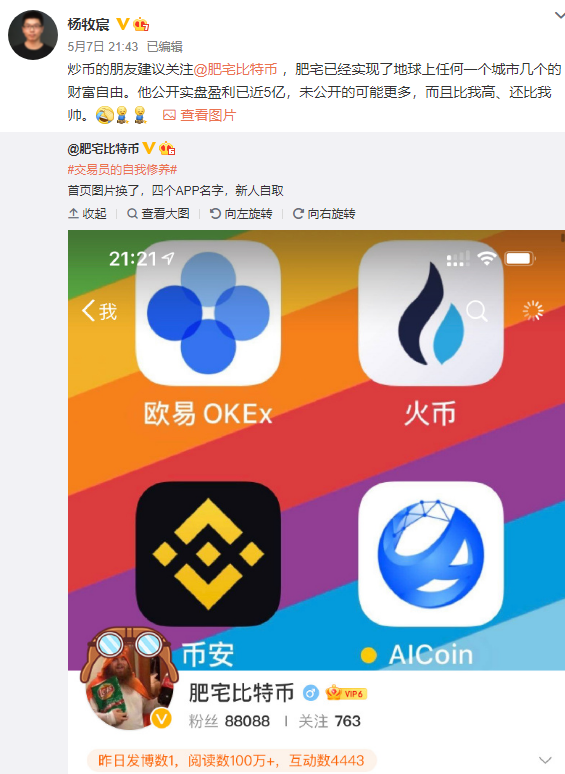 杨牧宸
5月7日 21:43 已编辑
炒币的朋友建议关注@肥宅比特币 ，肥宅已经实现了地球上任何一个城市几个的
财富自由。他公开实盘盈利已近5亿，未公开的可能更多，而且比我高、还比我
帅。 查看图片
@肥宅比特币
#交易员的自我修养#
首页图片换了，四个APP名字，新人自取
收起 查看大图 向左旋转 向右旋转
21:21
我
欧易 OKEx 火币
币安 AICoin
肥宅比特币 VIP6
粉丝 88088 关注 763
昨日发博数1，阅读数100万+，互动数4443